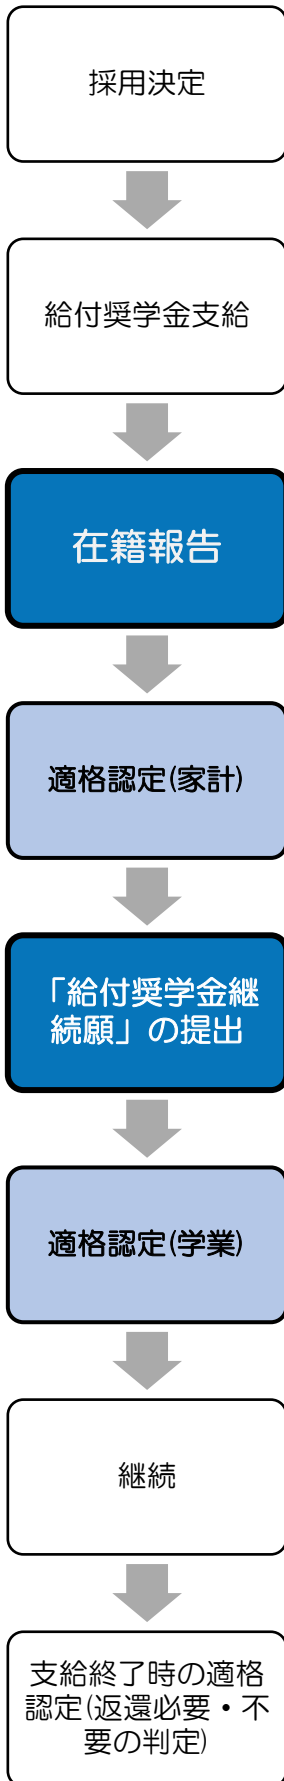 採用決定
給付奨学金支給
在籍報告
適格認定(家計)
「給付奨学金継
続願」の提出
適格認定(学業)
継続
支給終了時の適格
認定(返還必要・不
要の判定)